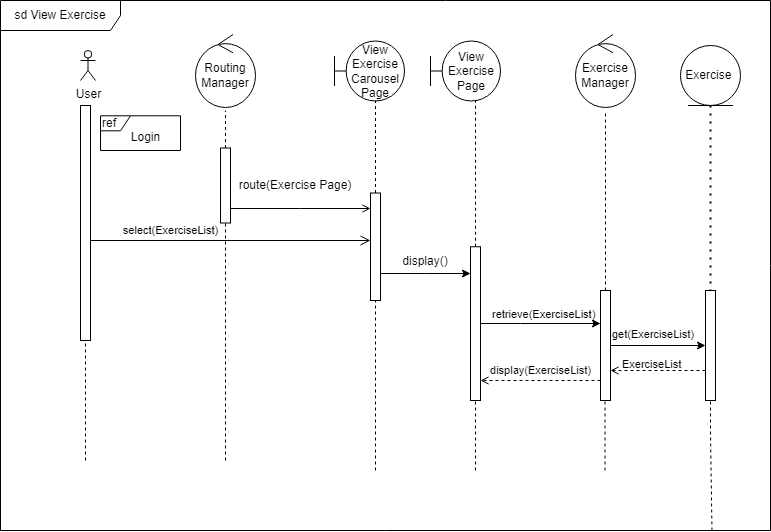 sd View Exercise
User
Routing
Manager
View
Exercise
Carousel
Page
View
Exercise
Page
Exercise
Manager
Exercise
ref
Login
route(Exercise Page)
select(ExerciseList)
display()
retrieve(ExerciseList)
get(ExerciseList)
ExerciseList
display(ExerciseList)